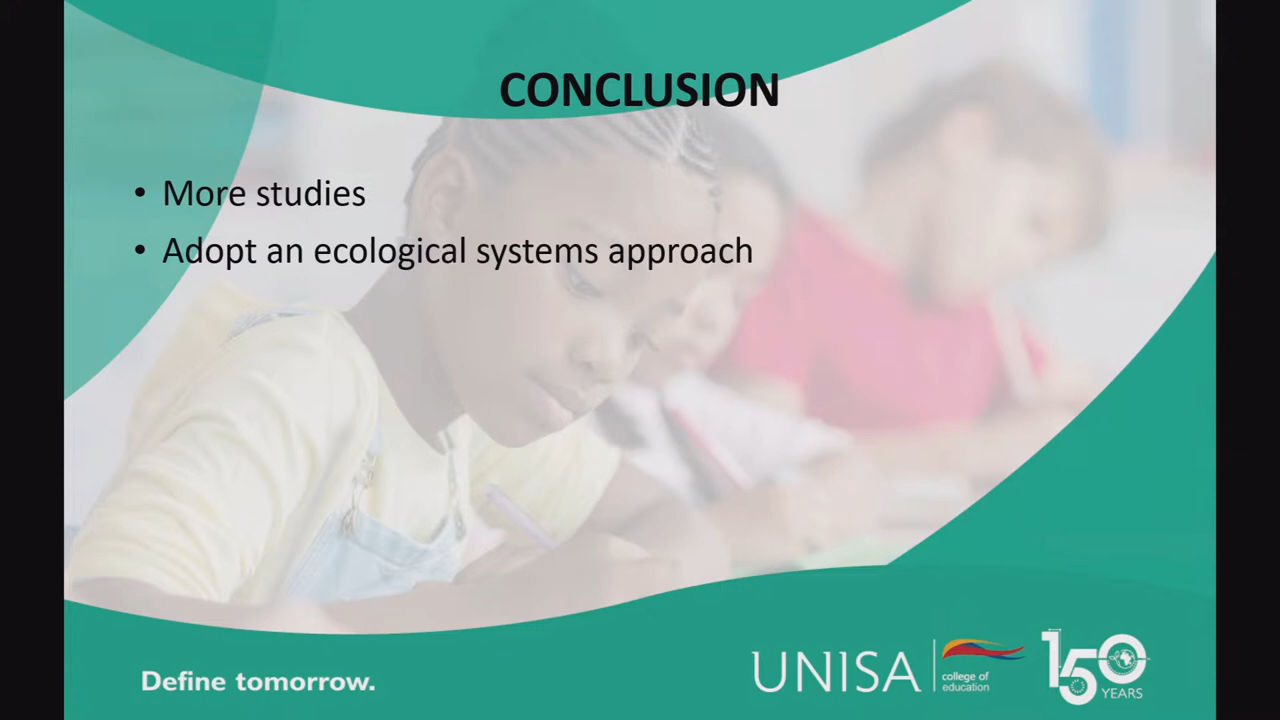 CONCLUSION
• More studies
• Adopt an ecological systems approach
Define tomorrow.
UNISA
college of
education
150
YEARS